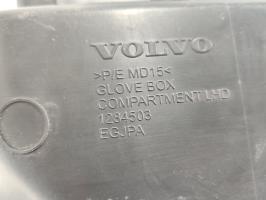 VOLVO
>P/E MD15<
GLOVE BOX
COMPARTMENT LHD
1284503
EGJPA